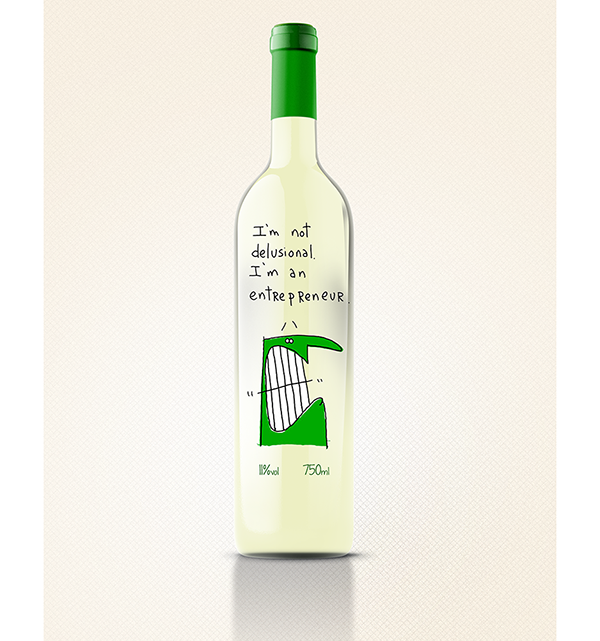 I'm not
delusional.
I'm an
entrepreneur.
11%vol 750ml